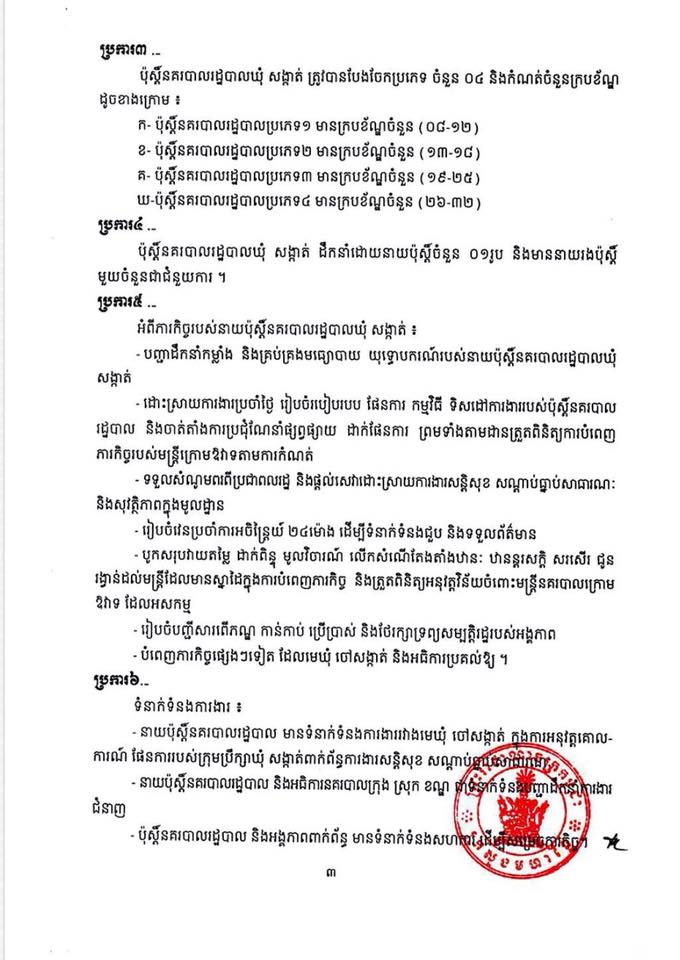 ប្រការ៣ ...
ប៉ុស្តិ៍នគរបាលរដ្ឋបាលឃុំ សង្កាត់ ត្រូវបានបែងចែកប្រភេទ ចំនួន ០៤ និងកំណត់ចំនួនក្របខ័ណ្ឌ
ដូចខាងក្រោម ៖
ក- ប៉ុស្តិ៍នគរបាលរដ្ឋបាលប្រភេទ១ មានក្របខ័ណ្ឌចំនួន (០៨-១២)
ខ- ប៉ុស្តិ៍នគរបាលរដ្ឋបាលប្រភេទ២ មានក្របខ័ណ្ឌចំនួន (១៣-១៨)
គ- ប៉ុស្តិ៍នគរបាលរដ្ឋបាលប្រភេទ៣ មានក្របខ័ណ្ឌចំនួន (១៩-២៥)
ឃ-ប៉ុស្តិ៍នគរបាលរដ្ឋបាលប្រភេទ៤ មានក្របខ័ណ្ឌចំនួន (២៦-៣២)
ប្រការ៤ ...
ប៉ុស្តិ៍នគរបាលរដ្ឋបាលឃុំ សង្កាត់ ដឹកនាំដោយនាយប៉ុស្តិ៍ចំនួន ០១រូប និងមាននាយរងប៉ុស្តិ៍
មួយចំនួនជាជំនួយការ ។
ប្រការ៥ ...
អំពីភារកិច្ចរបស់នាយប៉ុស្តិ៍នគរបាលរដ្ឋបាលឃុំ សង្កាត់ ៖
- បញ្ជាដឹកនាំកម្លាំង និងគ្រប់គ្រងមធ្យោបាយ យុទ្ធោបករណ៍របស់នាយប៉ុស្តិ៍នគរបាលរដ្ឋបាលឃុំ
សង្កាត់
- ដោះស្រាយការងារប្រចាំថ្ងៃ រៀបចំរបៀបរបប ផែនការ កម្មវិធី ទិសដៅការងាររបស់ប៉ុស្តិ៍នគរបាល
រដ្ឋបាល និងចាត់តាំងការប្រជុំណែនាំផ្សព្វផ្សាយ ដាក់ផែនការ ព្រមទាំងតាមដានត្រួតពិនិត្យការបំពេញ
ភារកិច្ចរបស់មន្ត្រីក្រោមឱវាទតាមការកំណត់
- ទទួលសំណូមពរពីប្រជាពលរដ្ឋ និងផ្តល់សេវាដោះស្រាយការងារសន្តិសុខ សណ្តាប់ធ្នាប់សាធារណៈ
និងសុវត្ថិភាពក្នុងមូលដ្ឋាន
- រៀបចំវេនប្រចាំការអចិន្ត្រៃយ៍ ២៤ម៉ោង ដើម្បីទំនាក់ទំនងជួប និងទទួលព័ត៌មាន
- បូកសរុបវាយតម្លៃ ដាក់ពិន្ទុ មូលវិចារណ៍ លើកសំណើតែងតាំងឋានៈ ឋានន្តរសក្តិ សរសើរ ជូន
រង្វាន់ដល់មន្ត្រីដែលមានស្នាដៃក្នុងការបំពេញភារកិច្ច និងត្រួតពិនិត្យអនុវត្តវិន័យចំពោះមន្ត្រីនគរបាលក្រោម
ឱវាទ ដែលអសកម្ម
- រៀបចំបញ្ជីសារពើភណ្ឌ កាន់កាប់ ប្រើប្រាស់ និងថែរក្សាទ្រព្យសម្បត្តិរដ្ឋរបស់អង្គភាព
- បំពេញភារកិច្ចផ្សេងៗទៀត ដែលមេឃុំ ចៅសង្កាត់ និងអធិការប្រគល់ឱ្យ ។
ប្រការ៦...
ទំនាក់ទំនងការងារ ៖
- នាយប៉ុស្តិ៍នគរបាលរដ្ឋបាល មានទំនាក់ទំនងការងាររវាងមេឃុំ ចៅសង្កាត់ ក្នុងការអនុវត្តគោល-
ការណ៍ ផែនការរបស់ក្រុមប្រឹក្សាឃុំ សង្កាត់ពាក់ព័ន្ធការងារសន្តិសុខ សណ្តាប់ធ្នាប់សាធារណៈ
- នាយប៉ុស្តិ៍នគរបាលរដ្ឋបាល និងអធិការនគរបាលក្រុង ស្រុក ខណ្ឌ ជាទំនាក់ទំនងបញ្ជាដឹកនាំការងារ
ជំនាញ
- ប៉ុស្តិ៍នគរបាលរដ្ឋបាល និងអង្គភាពពាក់ព័ន្ធ មានទំនាក់ទំនងសហការ ដើម្បីសម្រេចភារកិច្ច។
៣